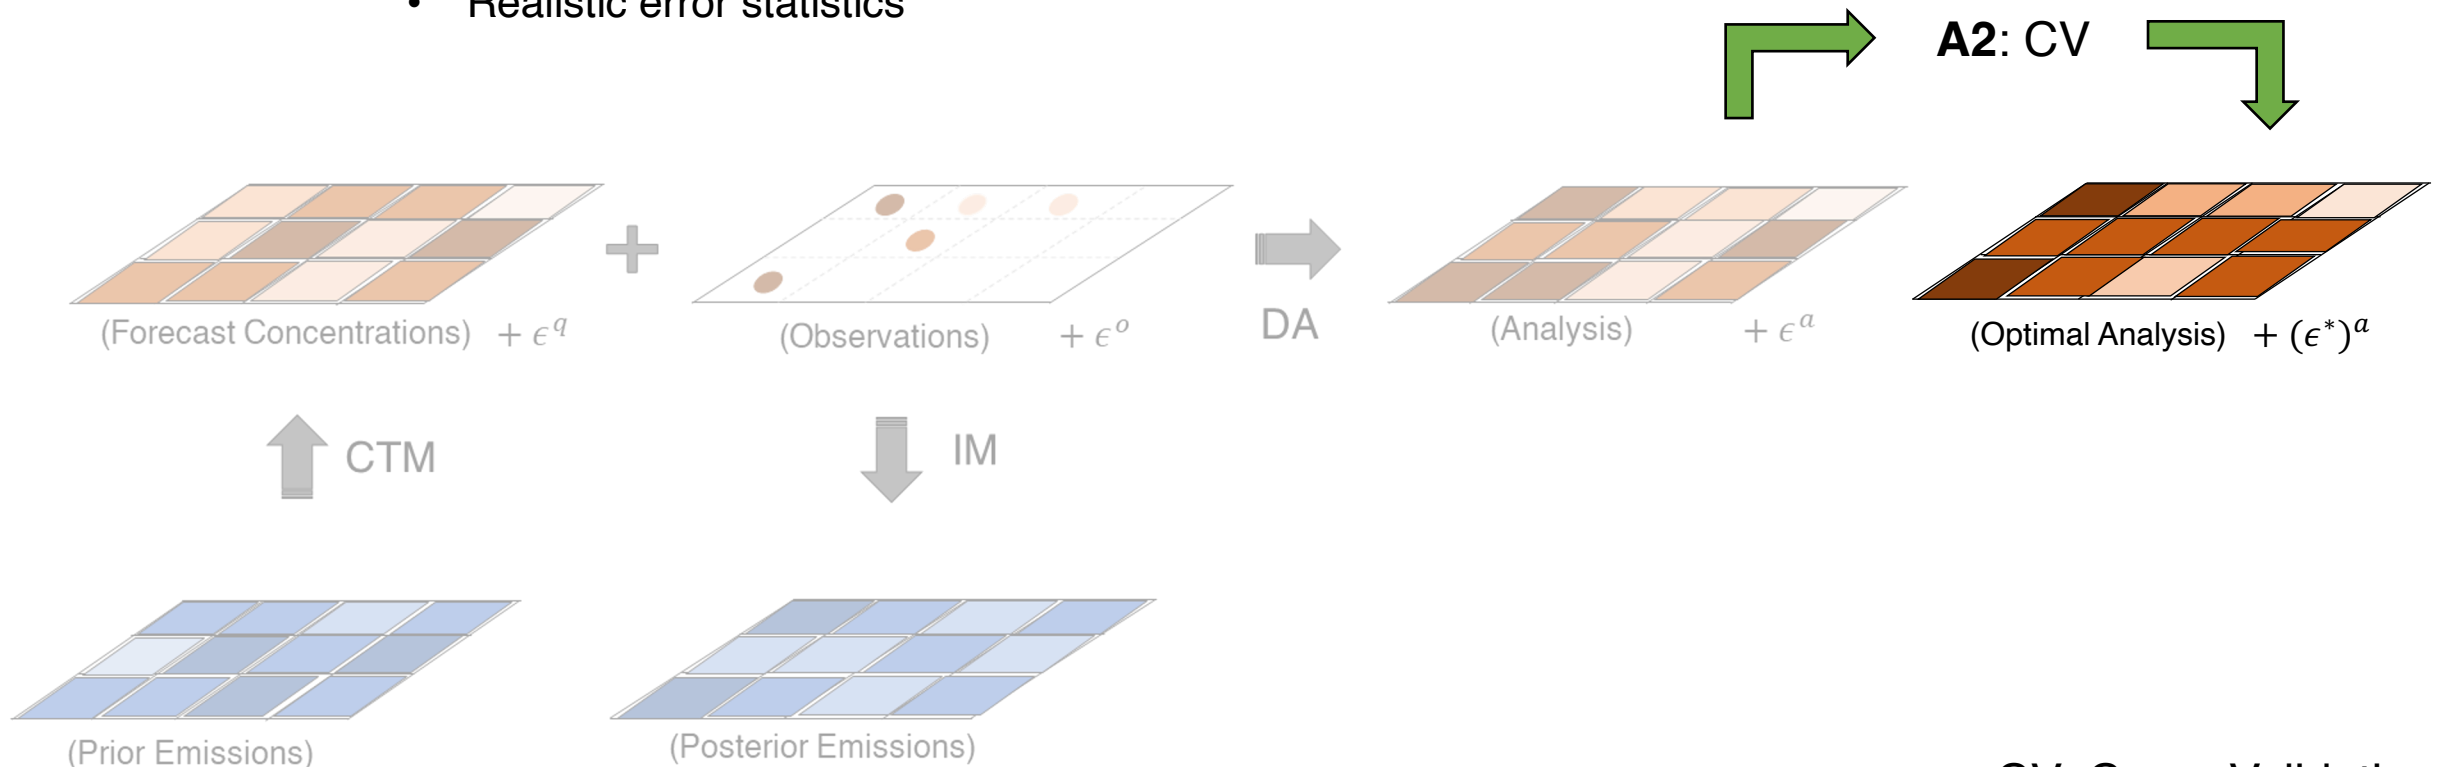 • Realistic error statistics
A2: CV
(Forecast Concentrations) + ϵ^q
(Observations) + ϵ^o
DA
(Analysis) + ϵ^a
(Optimal Analysis) + (ϵ*)^a
CTM
IM
(Prior Emissions)
(Posterior Emissions)